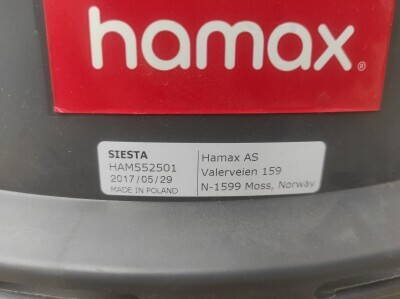 hamax®
SIESTA
HAM552501
2017/05/29
MADE IN POLAND
Hamax AS
Valerveien 159
N-1599 Moss, Norway